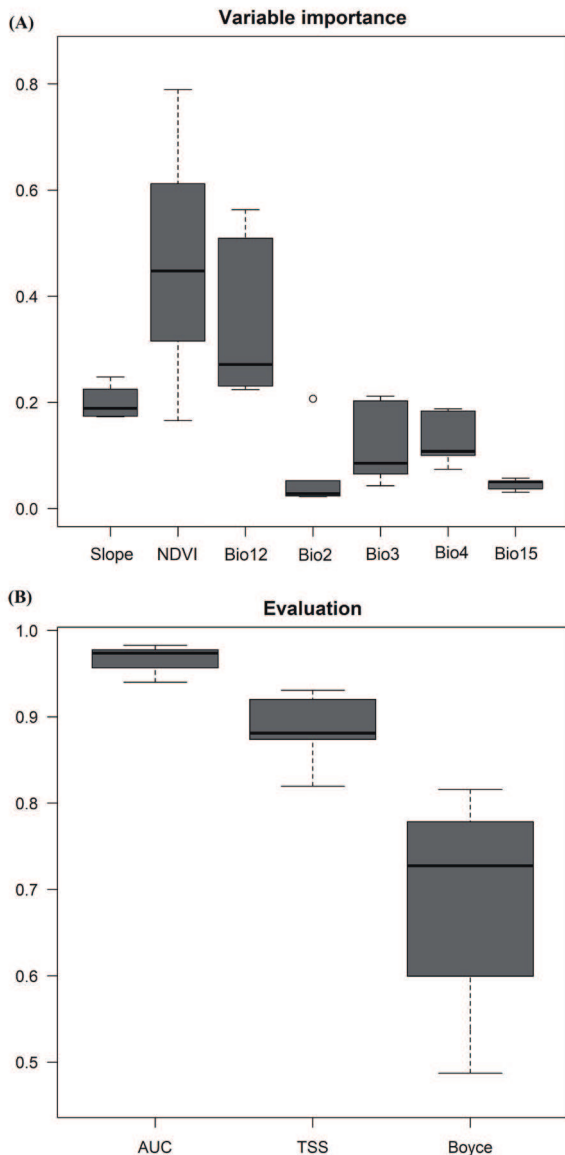 (A)
Variable importance
0.8
0.6
0.4
0.2
0.0
Slope NDVI Bio12 Bio2 Bio3 Bio4 Bio15
(B)
Evaluation
1.0
0.9
0.8
0.7
0.6
0.5
AUC TSS Boyce